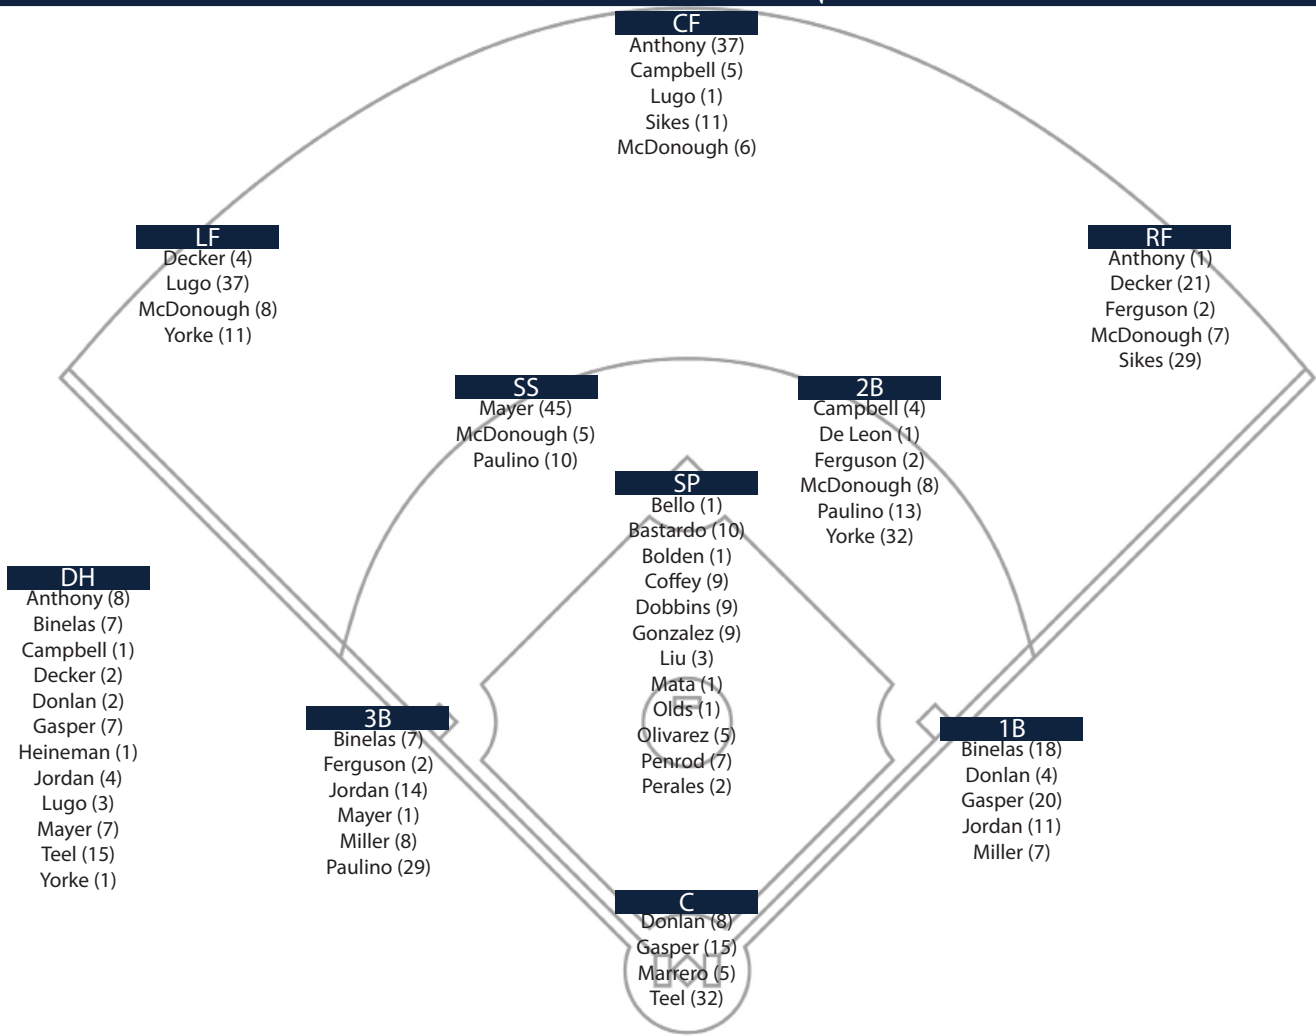 CF
Anthony (37)
Campbell (5)
Lugo (1)
Sikes (11)
McDonough (6)
LF
Decker (4)
Lugo (37)
McDonough (8)
Yorke (11)
RF
Anthony (1)
Decker (21)
Ferguson (2)
McDonough (7)
Sikes (29)
SS
Mayer (45)
McDonough (5)
Paulino (10)
2B
Campbell (4)
De Leon (1)
Ferguson (2)
McDonough (8)
Paulino (13)
Yorke (32)
SP
Bello (1)
Bastardo (10)
Bolden (1)
Coffey (9)
Dobbins (9)
Gonzalez (9)
Liu (3)
Mata (1)
Olds (1)
Olivarez (5)
Penrod (7)
Perales (2)
DH
Anthony (8)
Binelas (7)
Campbell (1)
Decker (2)
Donlan (2)
Gasper (7)
Heineman (1)
Jordan (4)
Lugo (3)
Mayer (7)
Teel (15)
Yorke (1)
3B
Binelas (7)
Ferguson (2)
Jordan (14)
Mayer (1)
Miller (8)
Paulino (29)
1B
Binelas (18)
Donlan (4)
Gasper (20)
Jordan (11)
Miller (7)
C
Donlan (8)
Gasper (15)
Marrero (5)
Teel (32)